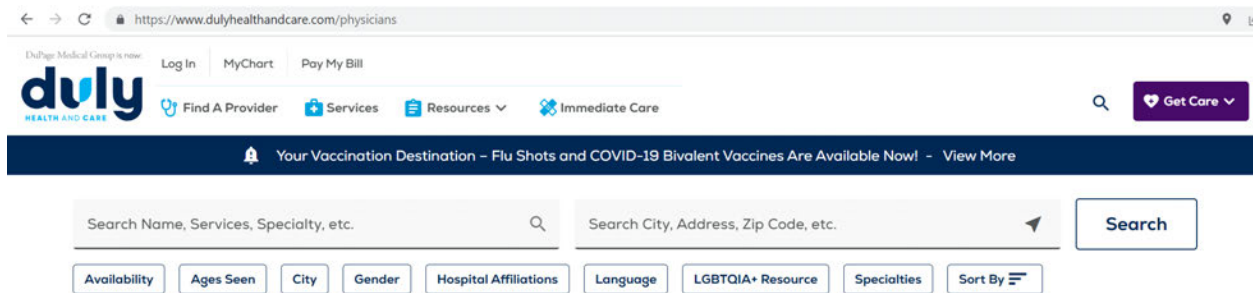 https://www.dulyhealthandcare.com/physicians
DuPage Medical Group is now
duly
HEALTH AND CARE
Log In MyChart Pay My Bill
Find A Provider Services Resources Immediate Care
Get Care
Your Vaccination Destination – Flu Shots and COVID-19 Bivalent Vaccines Are Available Now! - View More
Search Name, Services, Specialty, etc. Search City, Address, Zip Code, etc. Search
Availability Ages Seen City Gender Hospital Affiliations Language LGBTQIA+ Resource Specialties Sort By